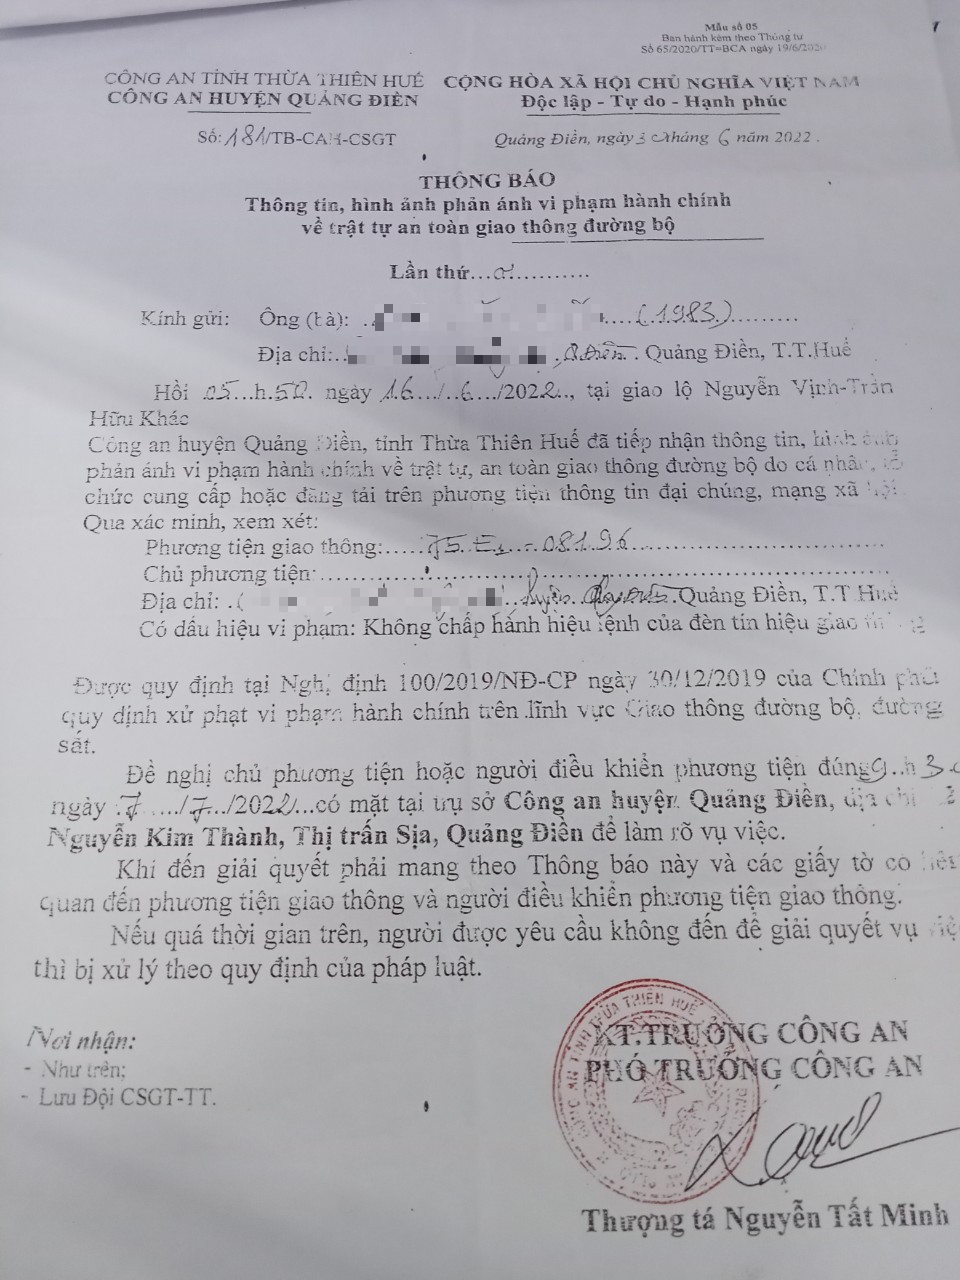 Mẫu số 05
Ban hành kèm theo Thông tư
Số 65/2020/TT=BCA ngày 19/6/2020
CÔNG AN TỈNH THỪA THIÊN HUẾ
CÔNG AN HUYỆN QUẢNG ĐIỀN
CỘNG HÒA XÃ HỘI CHỦ NGHĨA VIỆT NAM
Độc lập - Tự do - Hạnh phúc
Số: 181/TB-CAH-CSGT
Quảng Điền, ngày 30 tháng 6 năm 2022.
THÔNG BÁO
Thông tin, hình ảnh phản ánh vi phạm hành chính
về trật tự an toàn giao thông đường bộ
Lần thứ...
Kính gửi: Ông (bà): (1983)
Địa chỉ: Q.Điền. Quảng Điền, T.T.Huế
Hồi 05 h 50. ngày 16/6/2022, tại giao lộ Nguyễn Vịnh-Trần
Hữu Khác
Công an huyện Quảng Điền, tỉnh Thừa Thiên Huế đã tiếp nhận thông tin, hình ảnh
phản ánh vi phạm hành chính về trật tự, an toàn giao thông đường bộ do cá nhân, tổ
chức cung cấp hoặc đăng tải trên phương tiện thông tin đại chúng, mạng xã hội
Qua xác minh, xem xét:
Phương tiện giao thông: 75.E1-081.96
Chủ phương tiện:
Địa chỉ: huyện Quảng Điền. Quảng Điền, T.T Huế
Có dấu hiệu vi phạm: Không chấp hành hiệu lệnh của đèn tín hiệu giao thông
Được quy định tại Nghị định 100/2019/NĐ-CP ngày 30/12/2019 của Chính phủ
quy định xử phạt vi phạm hành chính trên lĩnh vực Giao thông đường bộ, đường
sắt.
Đề nghị chủ phương tiện hoặc người điều khiển phương tiện đúng 9 h 3
ngày 7/7/2022 có mặt tại trụ sở Công an huyện Quảng Điền, địa chỉ
Nguyễn Kim Thành, Thị trấn Sịa, Quảng Điền để làm rõ vụ việc.
Khi đến giải quyết phải mang theo Thông báo này và các giấy tờ có liên
quan đến phương tiện giao thông và người điều khiển phương tiện giao thông.
Nếu quá thời gian trên, người được yêu cầu không đến để giải quyết vụ việc
thì bị xử lý theo quy định của pháp luật.
Nơi nhận:
- Như trên;
- Lưu Đội CSGT-TT.
KT.TRƯỞNG CÔNG AN
PHÓ TRƯỞNG CÔNG AN
Thượng tá Nguyễn Tất Minh